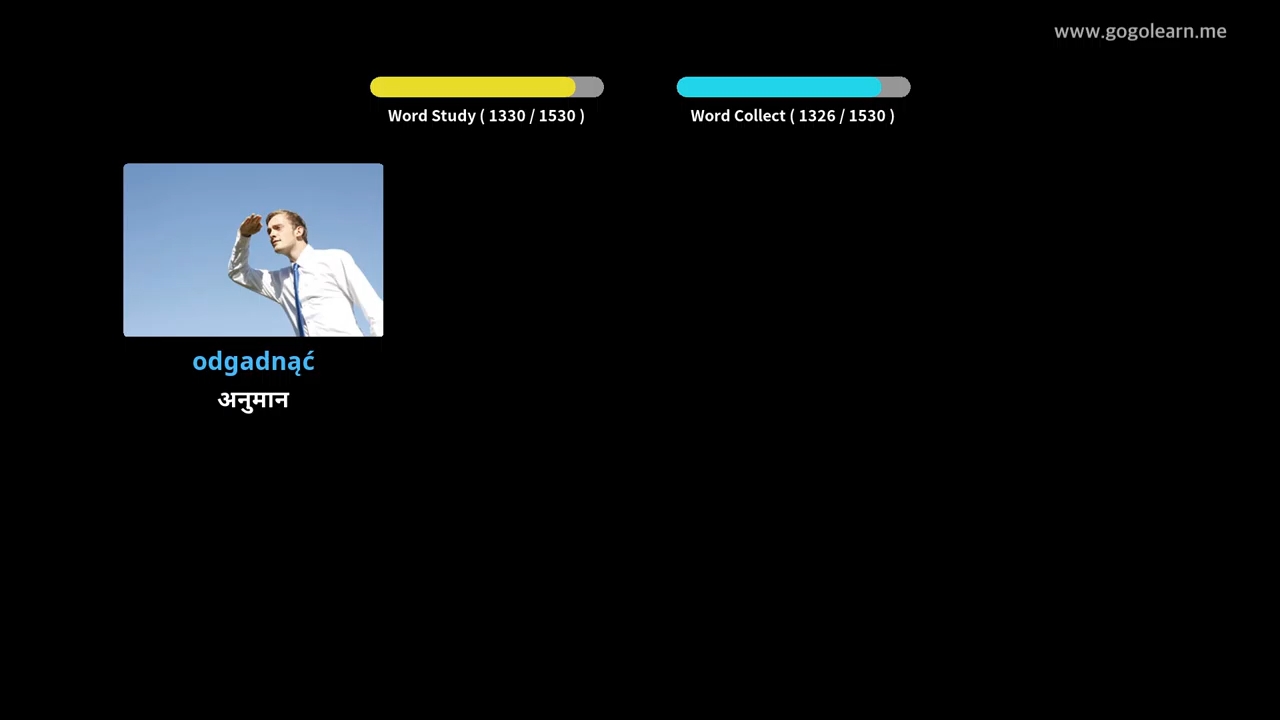 www.gogolearn.me
Word Study ( 1330 / 1530 )
Word Collect ( 1326 / 1530 )
odgadnąć
अनुमान